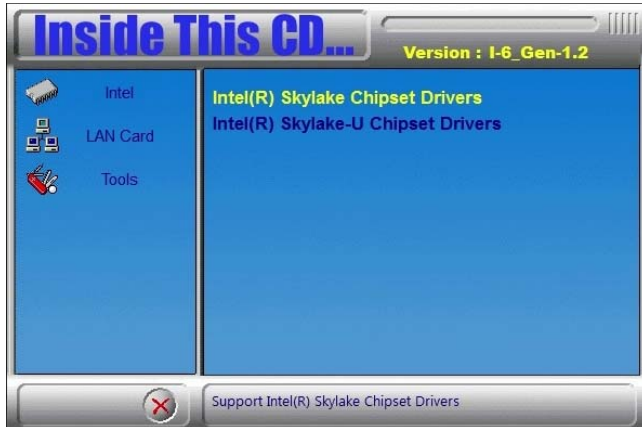 Inside This CD...
Version : I-6_Gen-1.2
Intel
LAN Card
Tools
Intel(R) Skylake Chipset Drivers
Intel(R) Skylake-U Chipset Drivers
Support Intel(R) Skylake Chipset Drivers